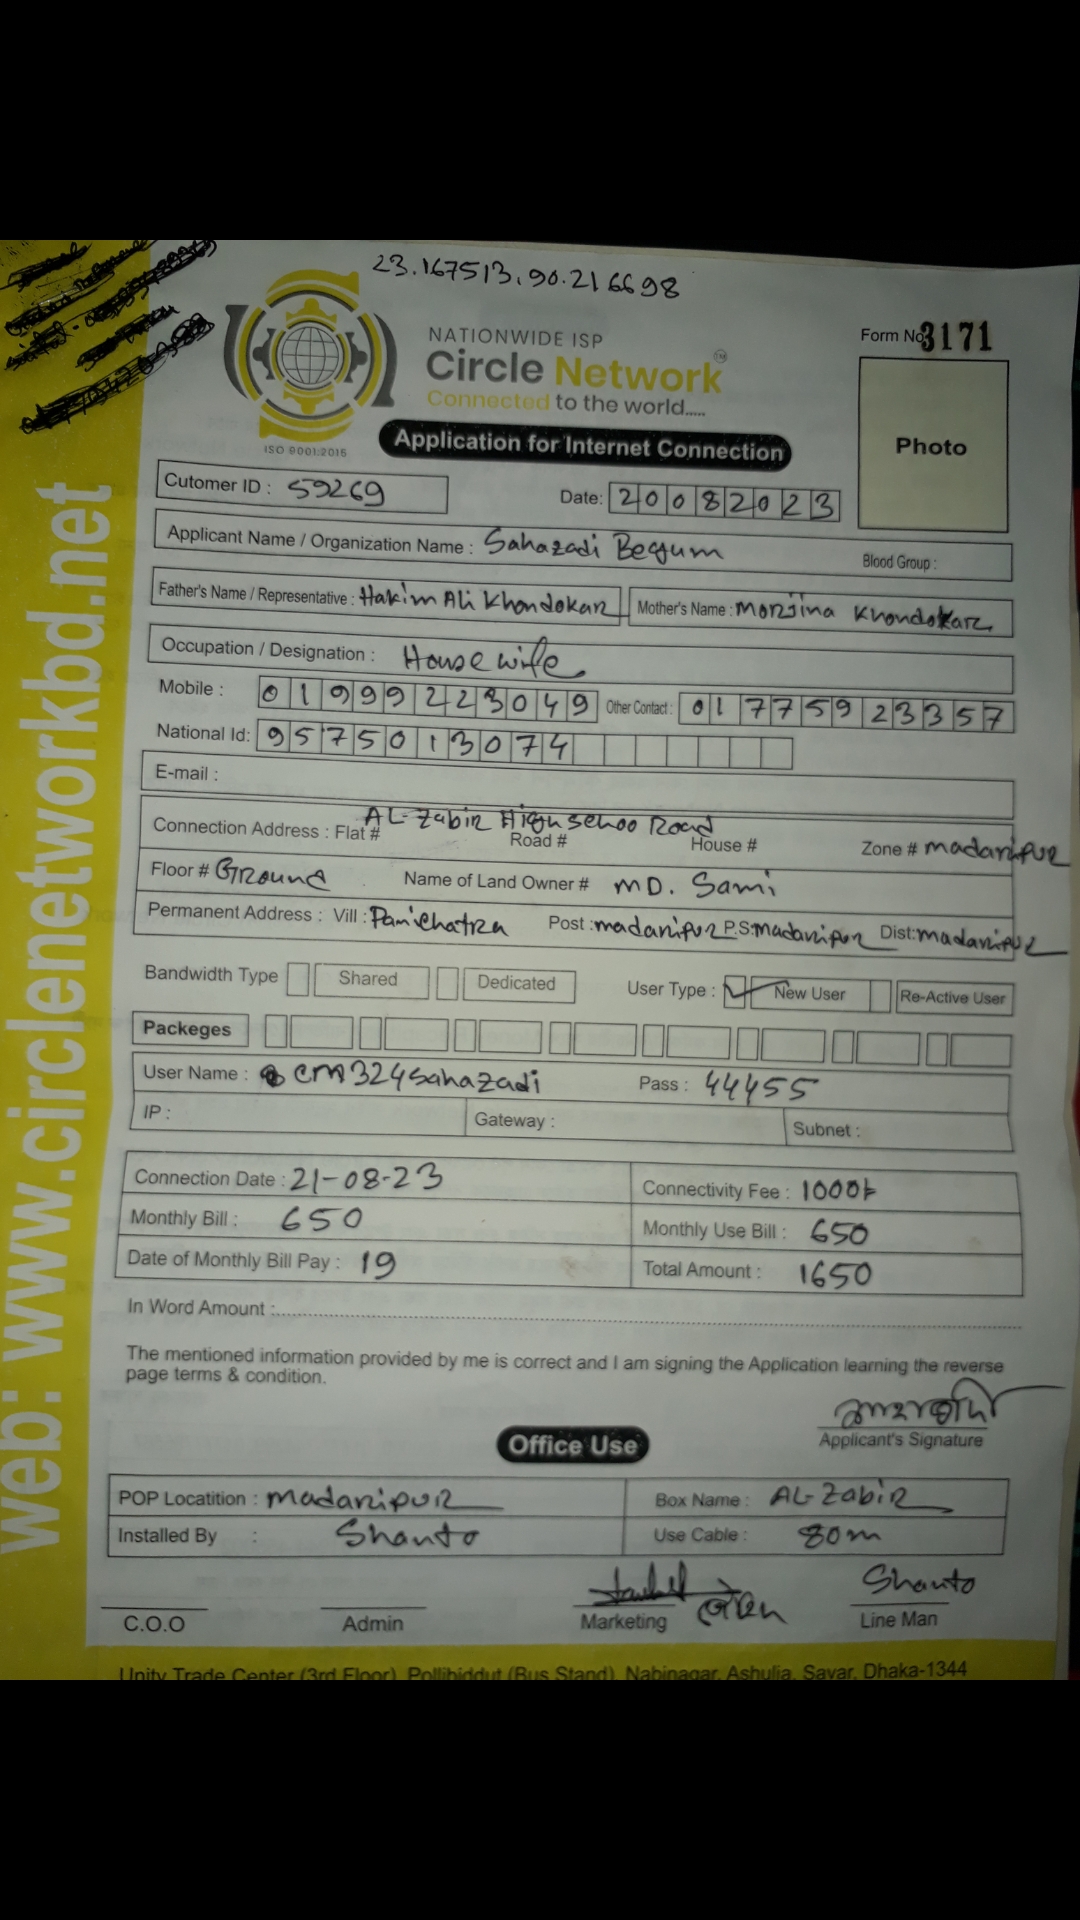 23.167513, 90.216698
NATIONWIDE ISP
Circle Network TM
Connected to the world.....
ISO 9001:2015
Form No 3171
Photo
Application for Internet Connection
Cutomer ID : 59269
Date: 20082023
Applicant Name / Organization Name : Sahazadi Begum Blood Group :
Father's Name / Representative : Hakim Ali Khondokar Mother's Name : Morjina Khondokar
Occupation / Designation : House wife
Mobile : 01999223049 Other Contact : 01775923357
National Id: 9575013074
E-mail :
AL-Zabir High schoo Road
Connection Address : Flat # Road # House # Zone # madaripur
Floor # Ground Name of Land Owner # MD. Sami
Permanent Address : Vill : Panichatra Post : madaripur P.S: madaripur Dist: madaripur
Bandwidth Type Shared Dedicated User Type : New User Re-Active User
Packeges
User Name : cm324sahazadi Pass : 44455
IP : Gateway : Subnet :
Connection Date : 21-08-23 Connectivity Fee : 1000৳
Monthly Bill : 650 Monthly Use Bill : 650
Date of Monthly Bill Pay : 19 Total Amount : 1650
In Word Amount :
The mentioned information provided by me is correct and I am signing the Application learning the reverse
page terms & condition.
Applicant's Signature
Office Use
POP Locatition : Madaripur Box Name : AL-Zabir
Installed By : Shanto Use Cable : 80m
Shanto
C.O.O Admin Marketing Line Man
Unity Trade Center (3rd Floor), Pollibiddut (Bus Stand), Nabinagar, Ashulia, Savar, Dhaka-1344
web: www.circlenetworkbd.net